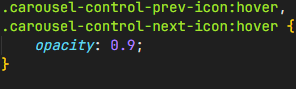 .carousel-control-prev-icon:hover,
.carousel-control-next-icon:hover {
    opacity: 0.9;
}